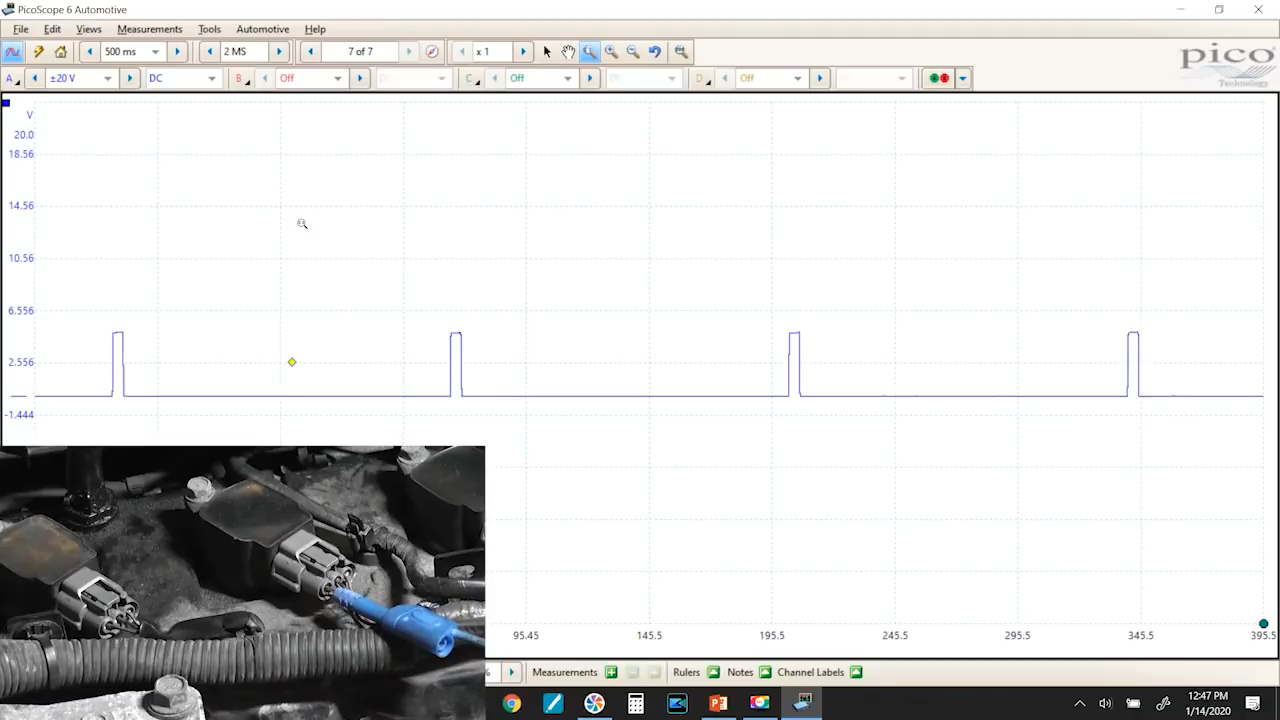 PicoScope 6 Automotive
File Edit Views Measurements Tools Automotive Help
500 ms 2 MS 7 of 7 x 1
pico
Technology
A ±20 V DC B Off C Off D Off
V
20.0
18.56
14.56
10.56
6.556
2.556
-1.444
95.45 145.5 195.5 245.5 295.5 345.5 395.5
% Measurements Rulers Notes Channel Labels
12:47 PM
1/14/2020